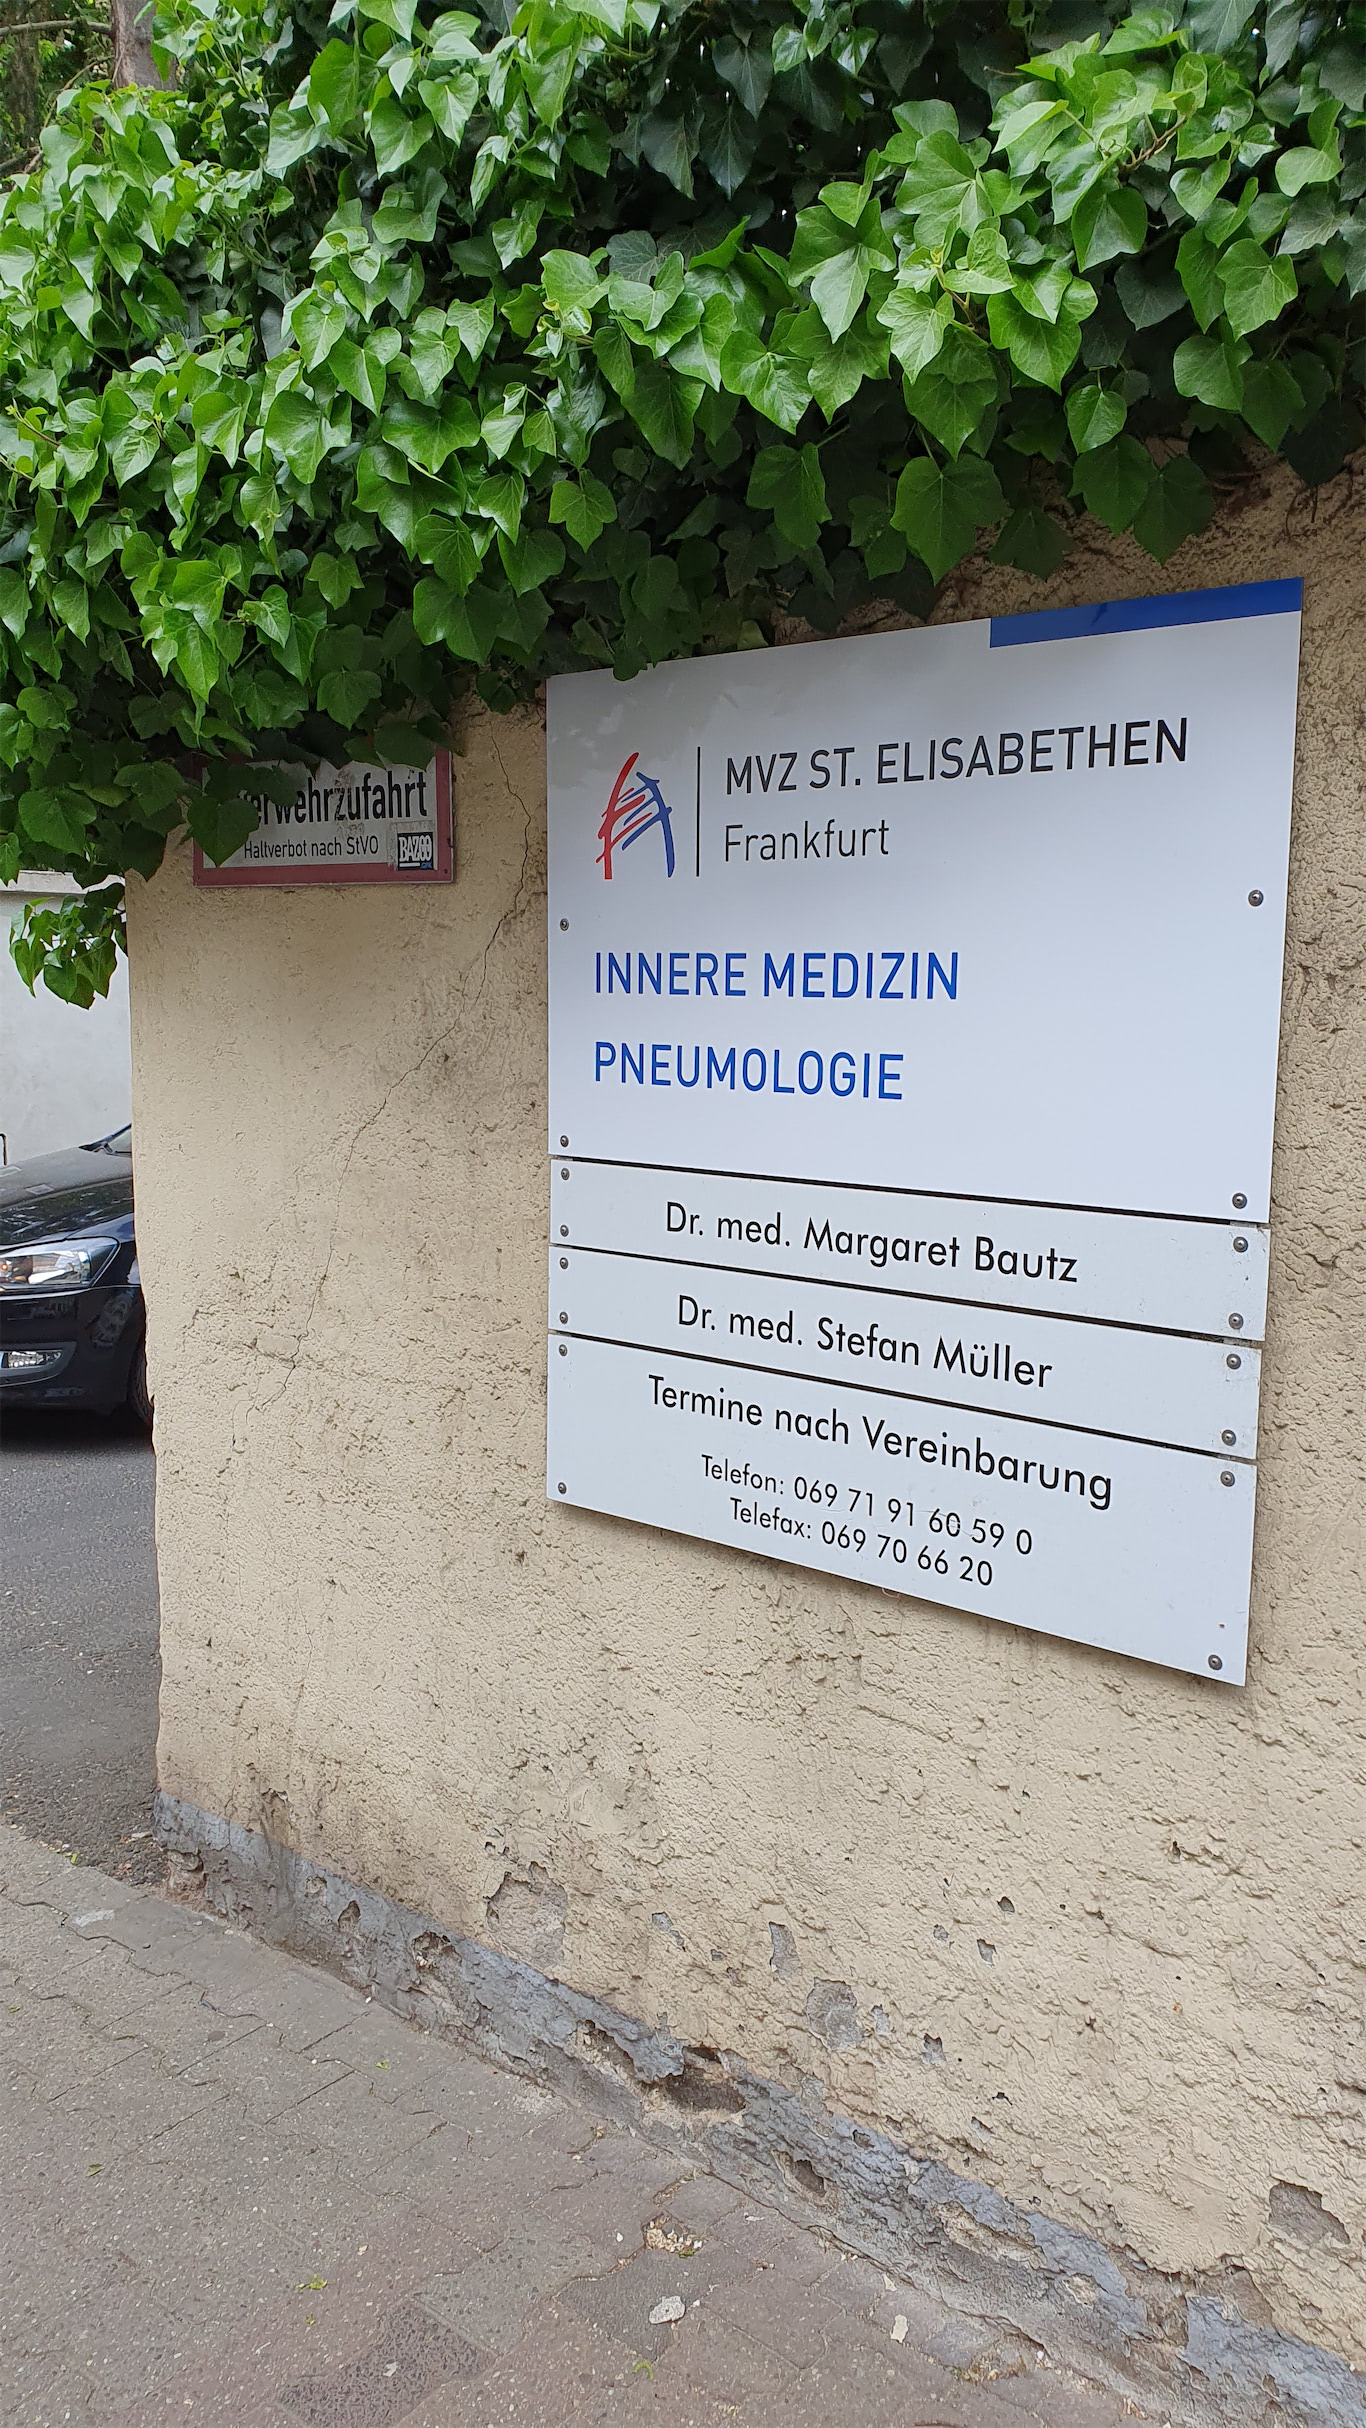 Haltverbot nach StVO
BAZ
MVZ ST. ELISABETHEN
Frankfurt
INNERE MEDIZIN
PNEUMOLOGIE
Dr. med. Margaret Bautz
Dr. med. Stefan Müller
Termine nach Vereinbarung
Telefon: 069 71 91 60 59 0
Telefax: 069 70 66 20